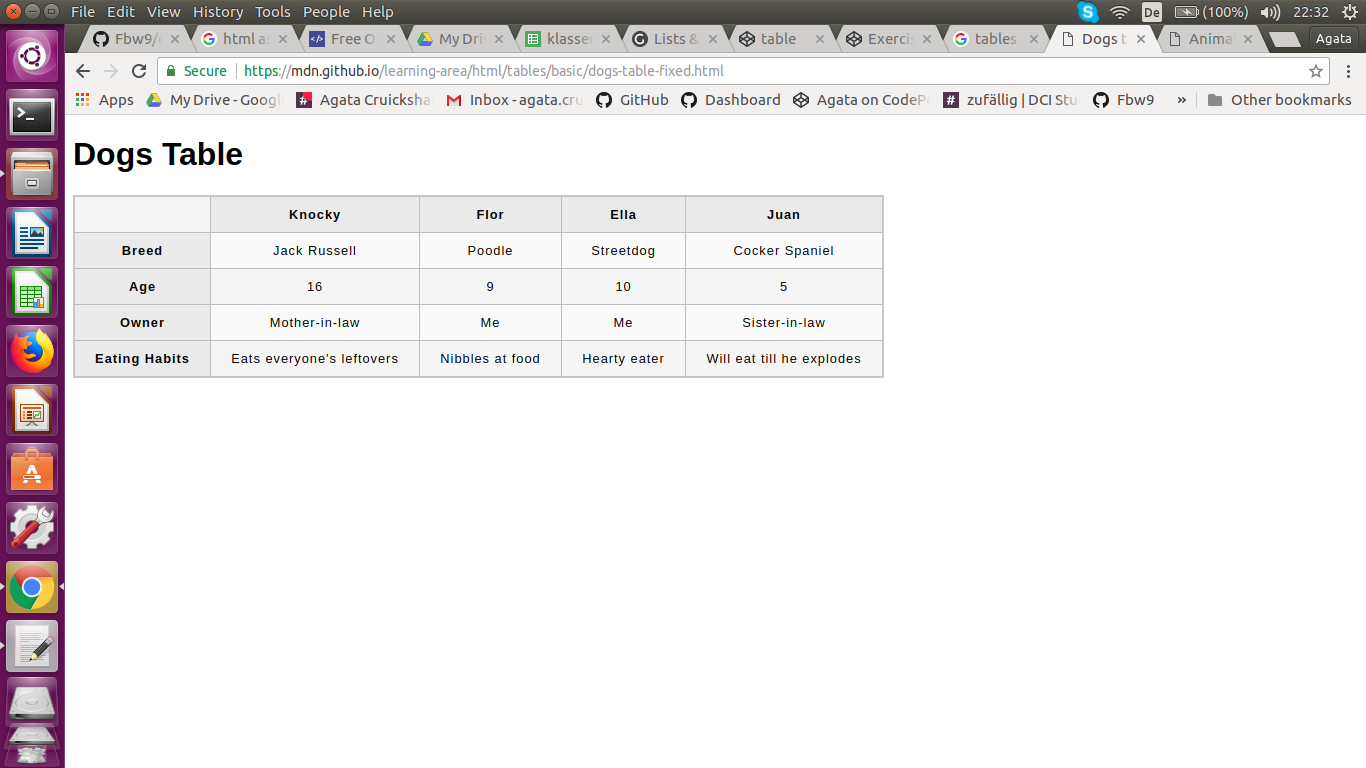 File Edit View History Tools People Help De (100%) 22:32
Fbw9/ html as Free O My Driv klassen Lists & table Exercis tables Dogs t Anima Agata
Secure https://mdn.github.io/learning-area/html/tables/basic/dogs-table-fixed.html
Apps My Drive - Googl Agata Cruicksha Inbox - agata.cru GitHub Dashboard Agata on CodePe zufällig | DCI Stu Fbw9 » Other bookmarks
Dogs Table
Knocky Flor Ella Juan
Breed Jack Russell Poodle Streetdog Cocker Spaniel
Age 16 9 10 5
Owner Mother-in-law Me Me Sister-in-law
Eating Habits Eats everyone's leftovers Nibbles at food Hearty eater Will eat till he explodes